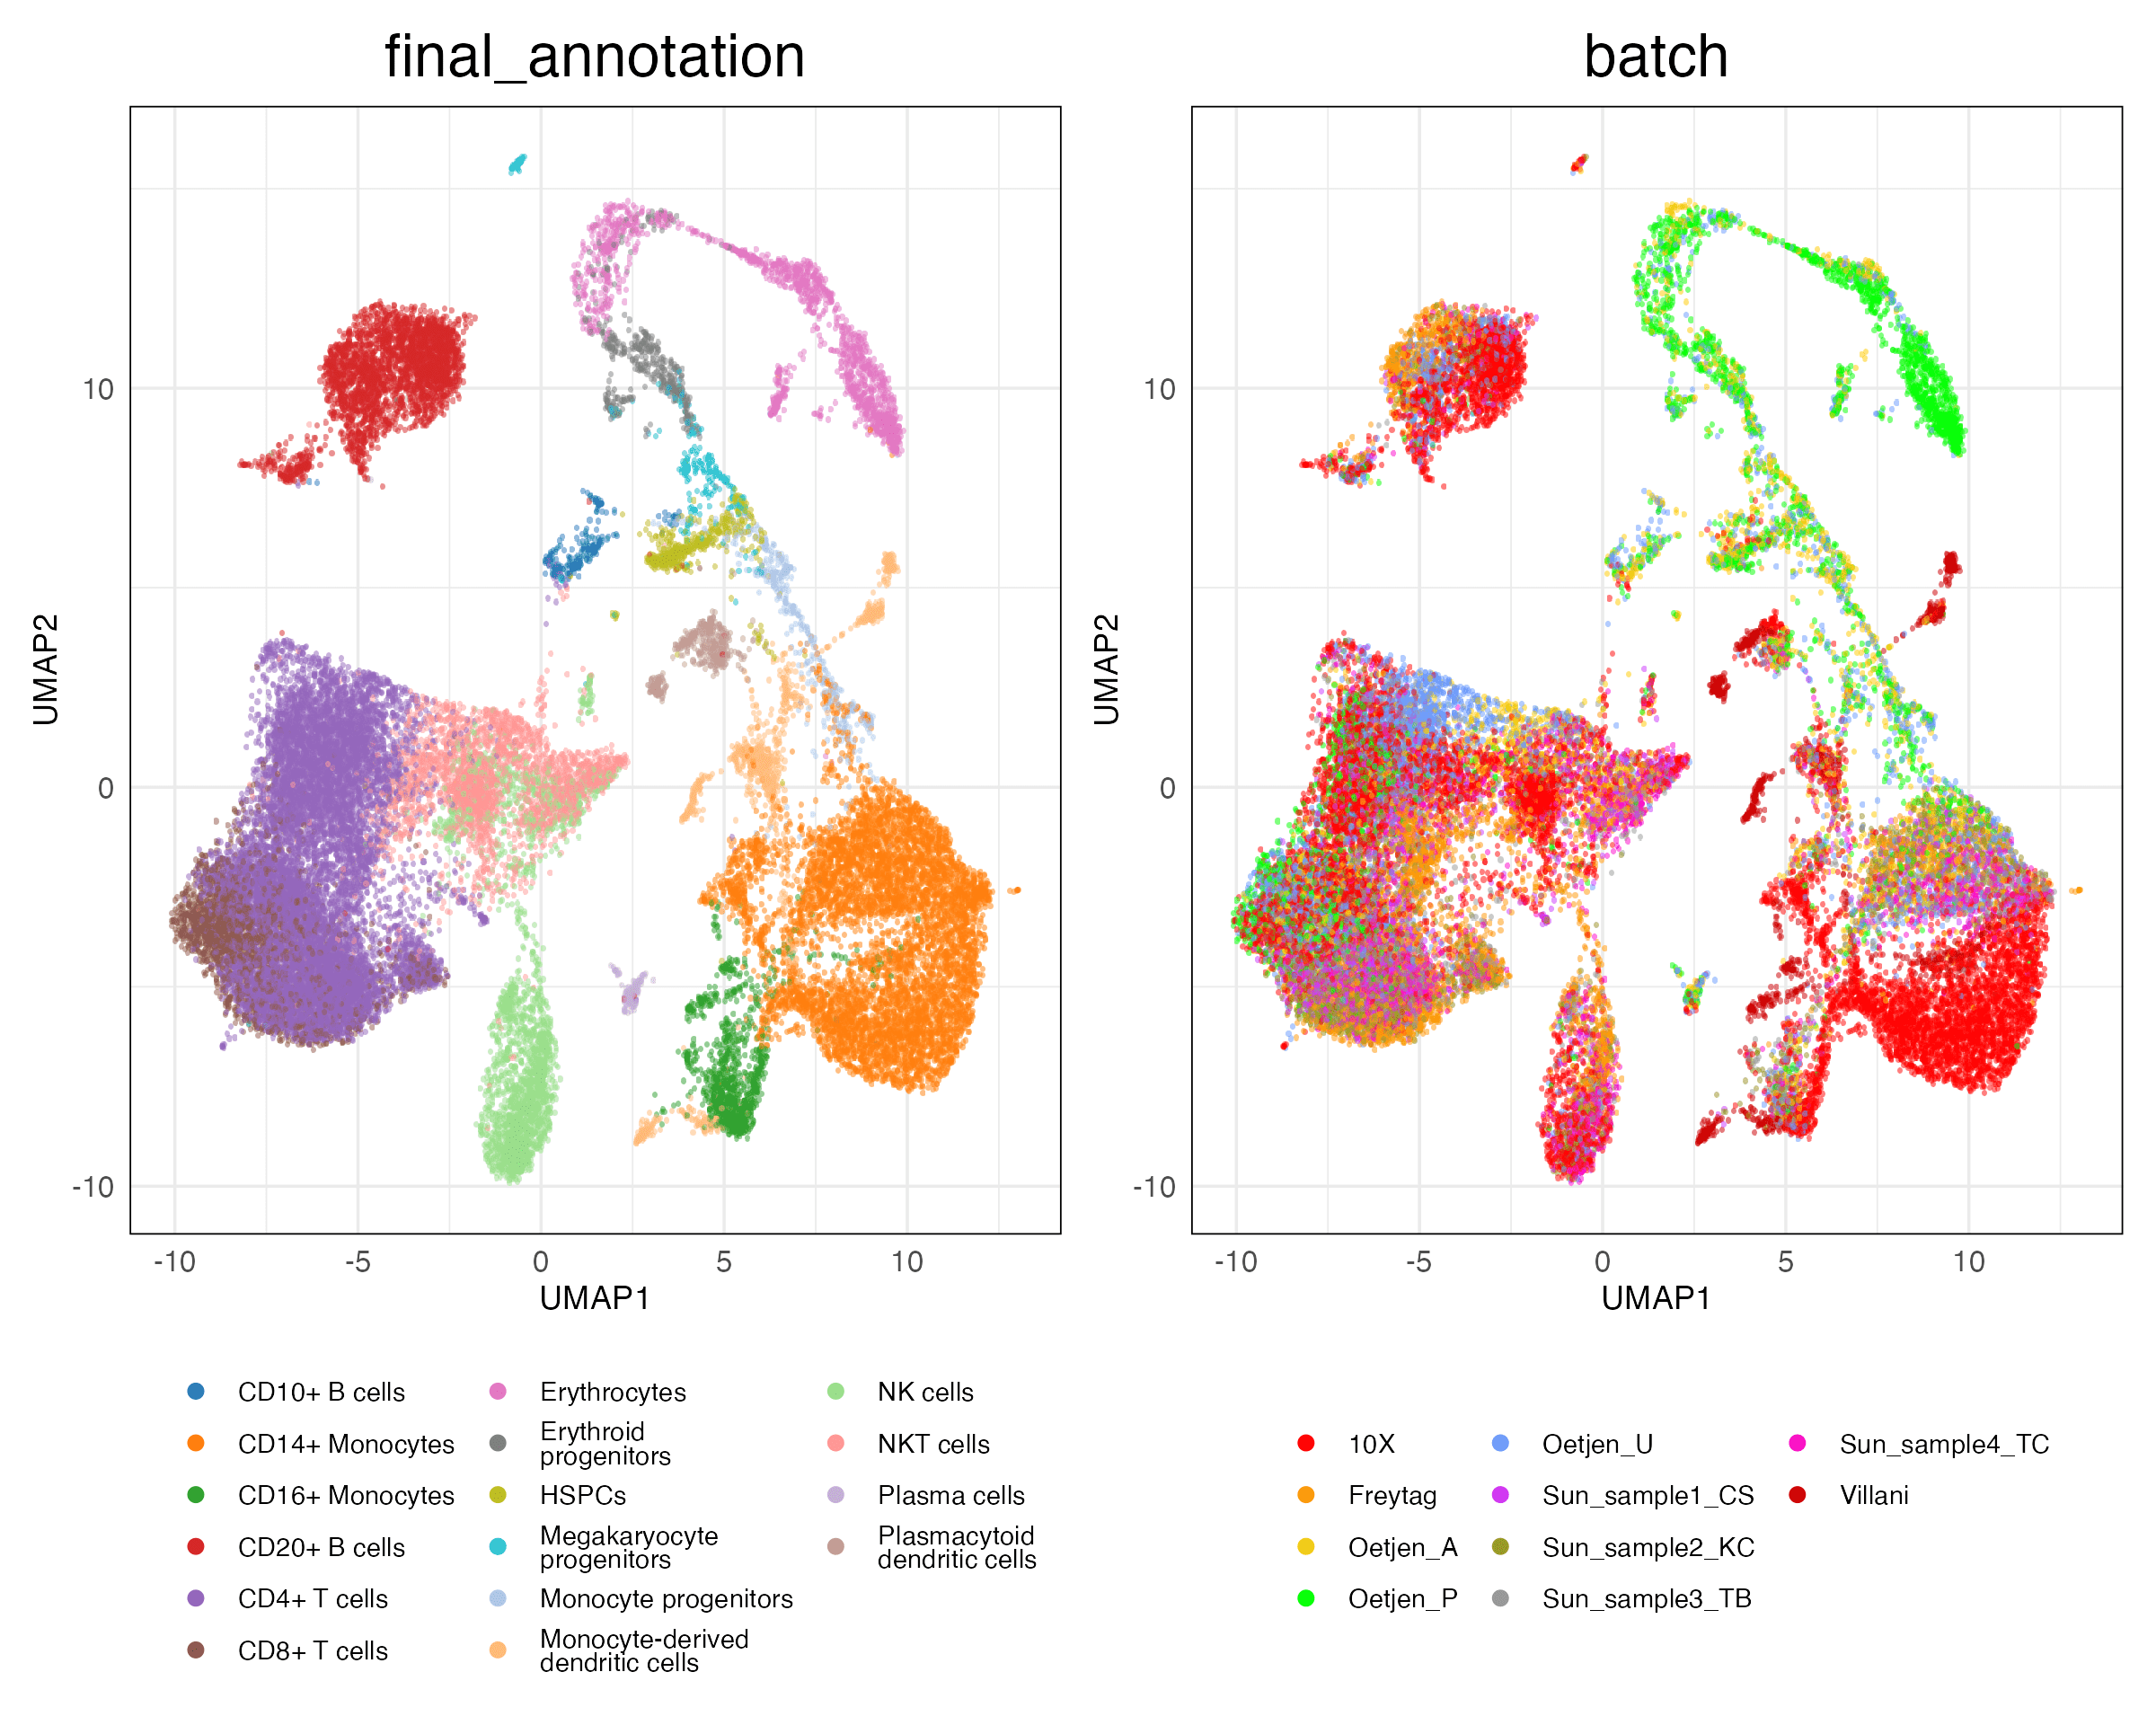 final_annotation
batch
UMAP2
10
0
-10
-10
-5
0
5
10
UMAP1
UMAP2
10
0
-10
-10
-5
0
5
10
UMAP1
CD10+ B cells
CD14+ Monocytes
CD16+ Monocytes
CD20+ B cells
CD4+ T cells
CD8+ T cells
Erythrocytes
Erythroid
progenitors
HSPCs
Megakaryocyte
progenitors
Monocyte progenitors
Monocyte-derived
dendritic cells
NK cells
NKT cells
Plasma cells
Plasmacytoid
dendritic cells
10X
Freytag
Oetjen_A
Oetjen_P
Oetjen_U
Sun_sample1_CS
Sun_sample2_KC
Sun_sample3_TB
Sun_sample4_TC
Villani